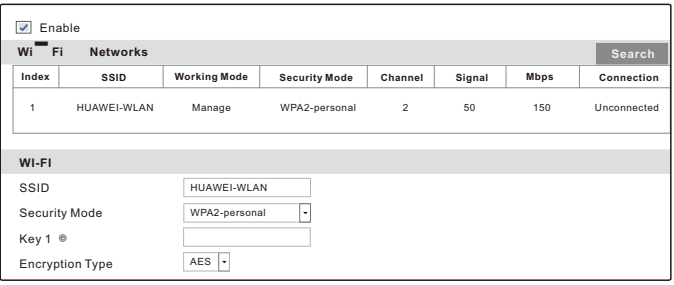 Enable
Wi Fi Networks
Search
Index SSID Working Mode Security Mode Channel Signal Mbps Connection
1 HUAWEI-WLAN Manage WPA2-personal 2 50 150 Unconnected
WI-FI
SSID HUAWEI-WLAN
Security Mode WPA2-personal
Key 1
Encryption Type AES